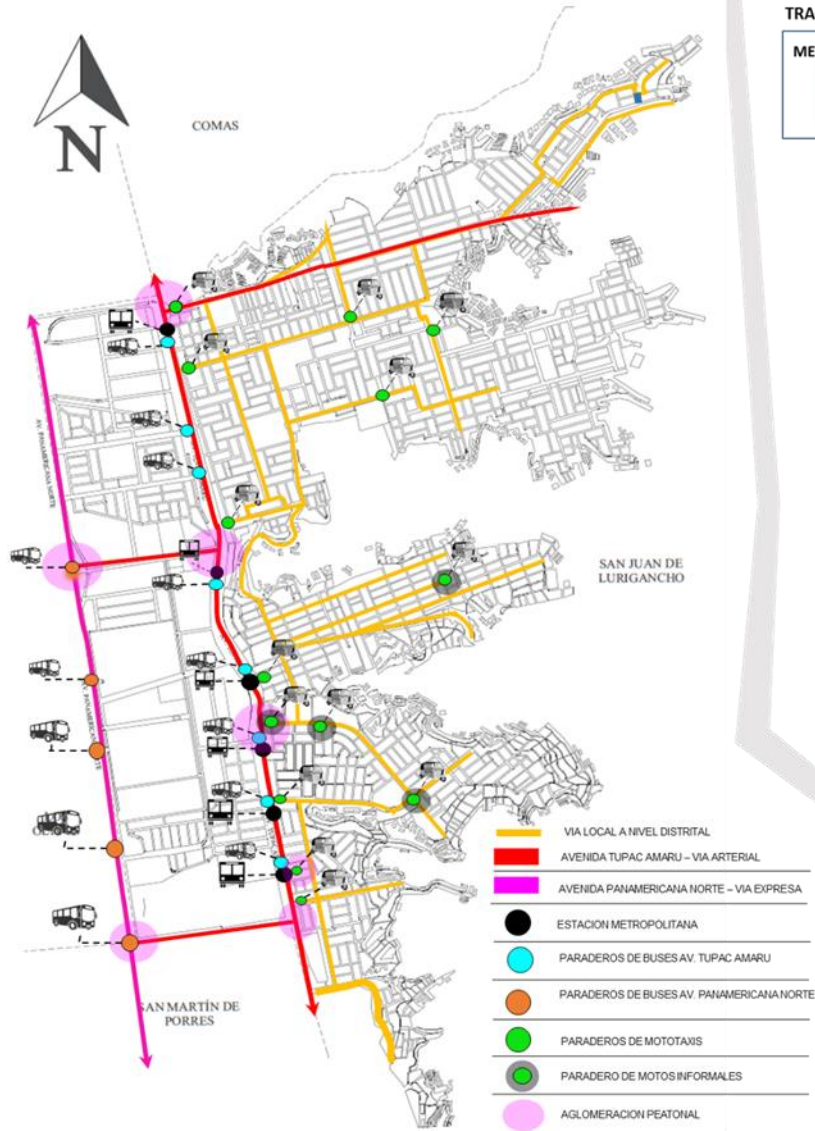 TRA
ME
N
COMAS
AV. PANAMERICANA NORTE
SAN JUAN DE
LURIGANCHO
SAN MARTÍN DE
PORRES
VIA LOCAL A NIVEL DISTRITAL
AVENIDA TUPAC AMARU – VIA ARTERIAL
AVENIDA PANAMERICANA NORTE – VIA EXPRESA
ESTACION METROPOLITANA
PARADEROS DE BUSES AV. TUPAC AMARU
PARADEROS DE BUSES AV. PANAMERICANA NORTE
PARADEROS DE MOTOTAXIS
PARADERO DE MOTOS INFORMALES
AGLOMERACION PEATONAL